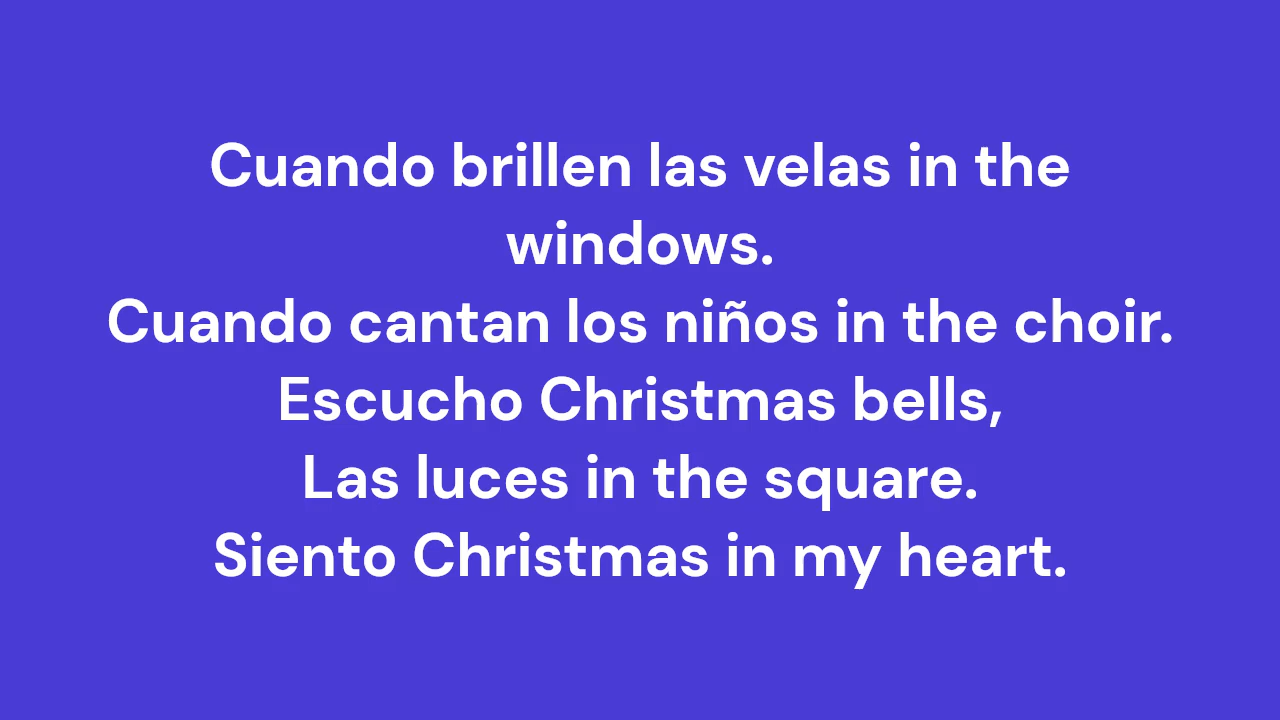 Cuando brillen las velas in the
windows.
Cuando cantan los niños in the choir.
Escucho Christmas bells,
Las luces in the square.
Siento Christmas in my heart.